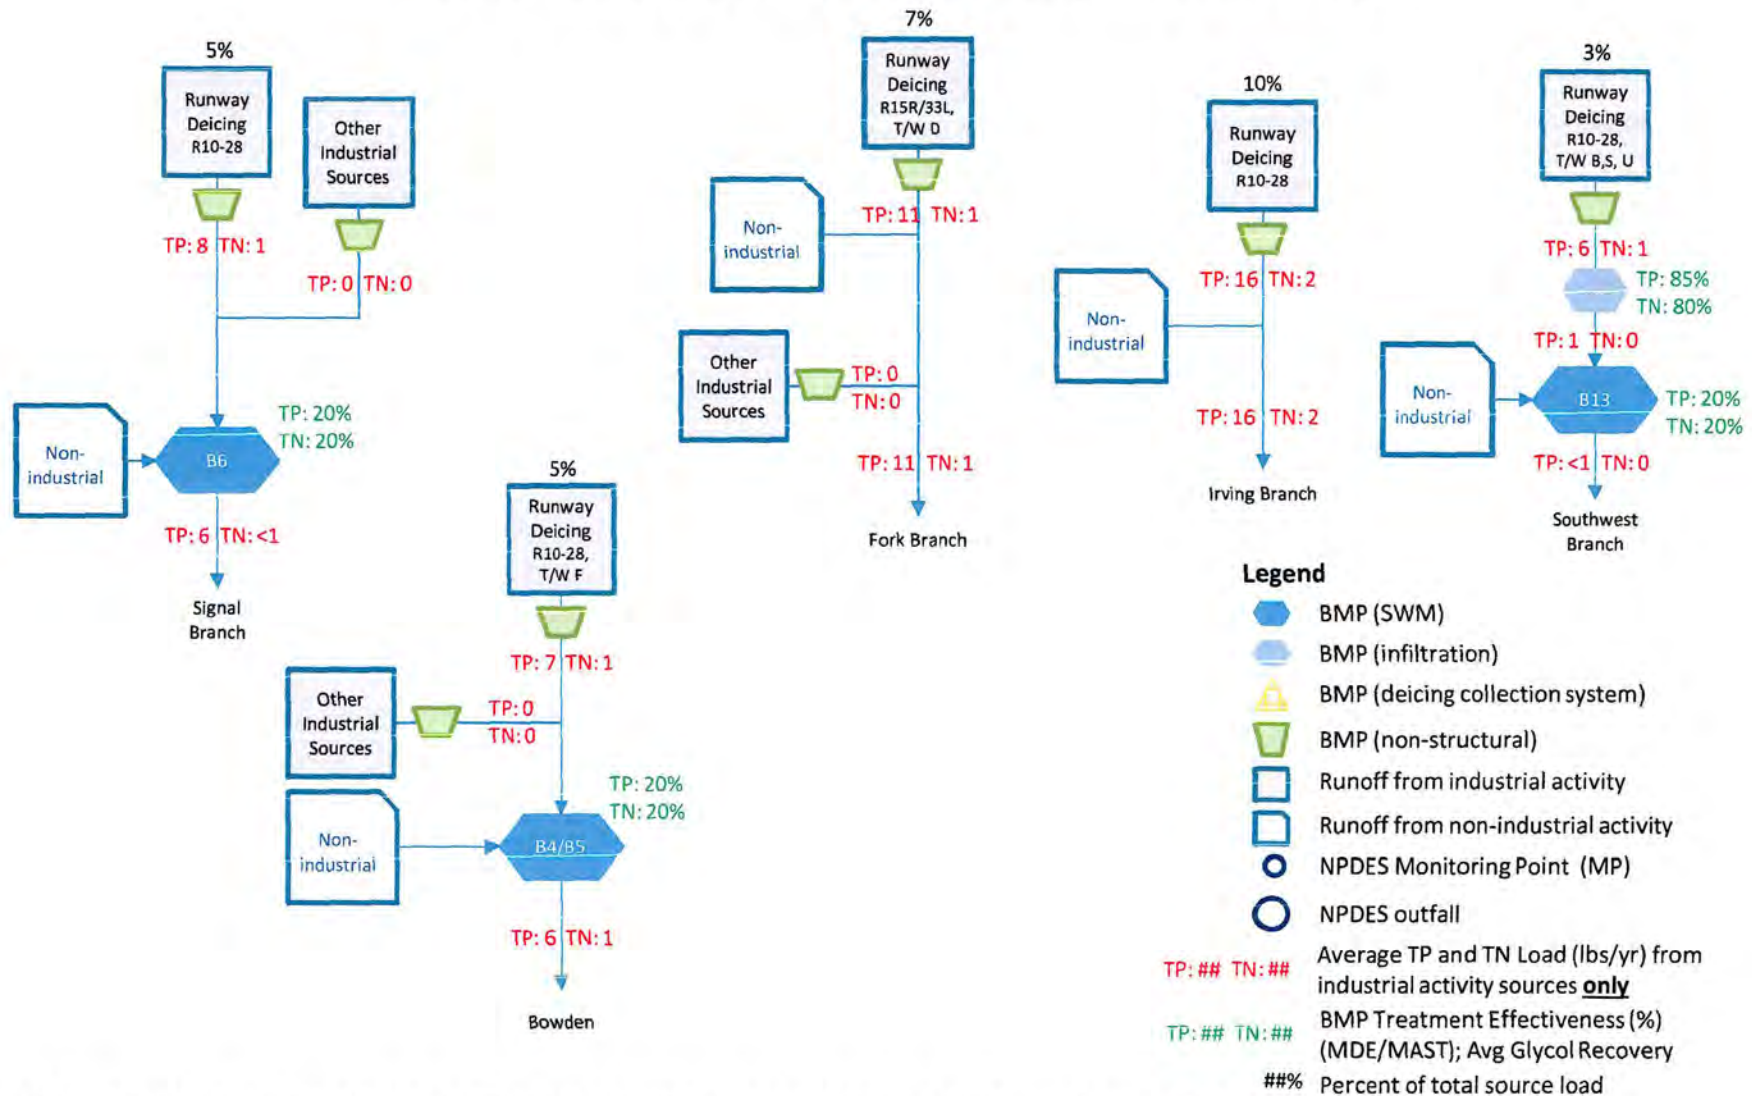 5%
Runway
Deicing
R10-28
Other
Industrial
Sources
TP: 8 TN: 1
TP: 0 TN: 0
Non-
industrial
B6
TP: 20%
TN: 20%
TP: 6 TN: <1
Signal
Branch
5%
Runway
Deicing
R10-28,
T/W F
TP: 7 TN: 1
Other
Industrial
Sources
TP: 0
TN: 0
Non-
industrial
TP: 20%
TN: 20%
B4/B5
TP: 6 TN: 1
Bowden
7%
Runway
Deicing
R15R/33L,
T/W D
TP: 11 TN: 1
Non-
industrial
Other
Industrial
Sources
TP: 0
TN: 0
TP: 11 TN: 1
Fork Branch
10%
Runway
Deicing
R10-28
TP: 16 TN: 2
Non-
industrial
TP: 16 TN: 2
Irving Branch
3%
Runway
Deicing
R10-28,
T/W B,S, U
TP: 6 TN: 1
TP: 85%
TN: 80%
TP: 1 TN: 0
Non-
industrial
B13
TP: 20%
TN: 20%
TP: <1 TN: 0
Southwest
Branch
Legend
BMP (SWM)
BMP (infiltration)
BMP (deicing collection system)
BMP (non-structural)
Runoff from industrial activity
Runoff from non-industrial activity
NPDES Monitoring Point (MP)
NPDES outfall
TP: ## TN: ## Average TP and TN Load (lbs/yr) from
industrial activity sources only
TP: ## TN: ## BMP Treatment Effectiveness (%)
(MDE/MAST); Avg Glycol Recovery
##% Percent of total source load